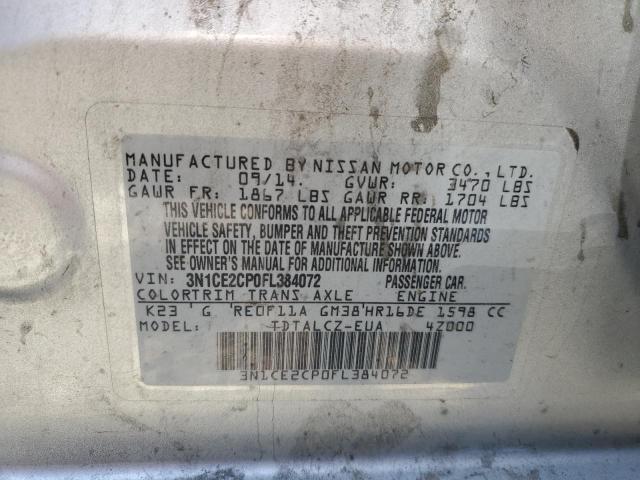 MANUFACTURED BY NISSAN MOTOR CO., LTD.
DATE: 09/14. GVWR: 3470 LBS
GAWR FR: 1867 LBS GAWR RR: 1704 LBS
THIS VEHICLE CONFORMS TO ALL APPLICABLE FEDERAL MOTOR
VEHICLE SAFETY, BUMPER AND THEFT PREVENTION STANDARDS
IN EFFECT ON THE DATE OF MANUFACTURE SHOWN ABOVE.
SEE OWNER'S MANUAL FOR ADDITIONAL INFORMATION.
VIN: 3N1CE2CP0FL384072 PASSENGER CAR.
COLORTRIM TRANS AXLE ENGINE
K23 ' G 'RE0F11A GM38'HR16DE 1598 CC
MODEL: TDTALCZ-EUA 4Z000
3N1CE2CP0FL384072